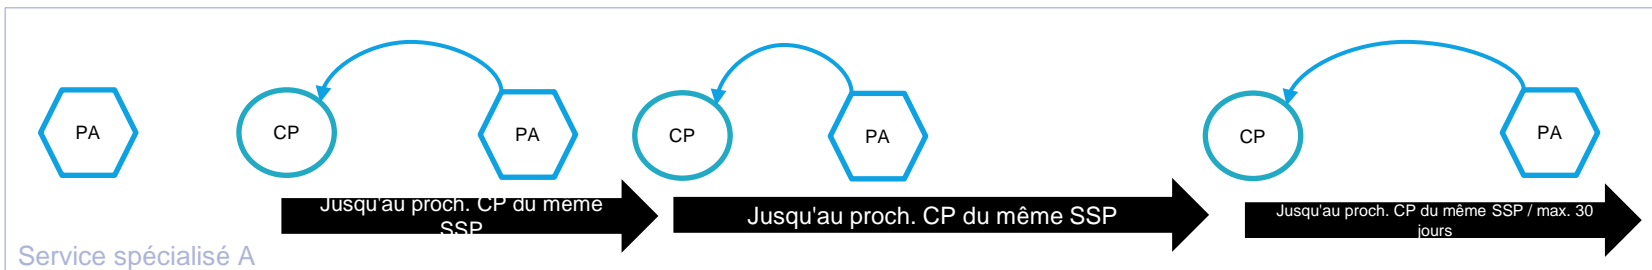 PA
CP
PA
CP
PA
CP
PA
Jusqu'au proch. CP du même
SSP
Jusqu'au proch. CP du même SSP
Jusqu'au proch. CP du même SSP / max. 30
jours
Service spécialisé A